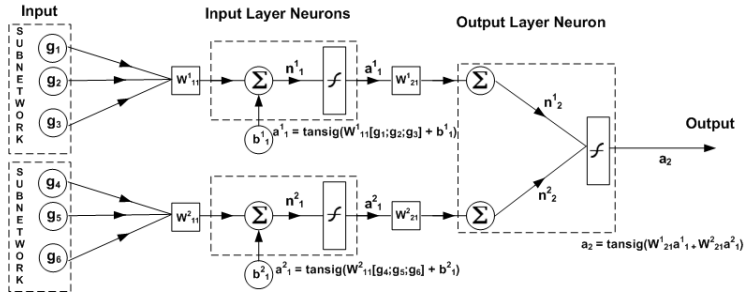 Input
Input Layer Neurons
Output Layer Neuron
SUBNETWORK
g₁
g₂
g₃
W¹₁₁
Σ
n¹₁
∫
a¹₁
W¹₂₁
b¹₁
a¹₁ = tansig(W¹₁₁[g₁;g₂;g₃] + b¹₁)
Σ
n¹₂
∫
Output
a₂
SUBNETWORK
g₄
g₅
g₆
W²₁₁
Σ
n²₁
∫
a²₁
W²₂₁
b²₁
a²₁ = tansig(W²₁₁[g₄;g₅;g₆] + b²₁)
Σ
n²₂
a₂ = tansig(W¹₂₁a¹₁ + W²₂₁a²₁)